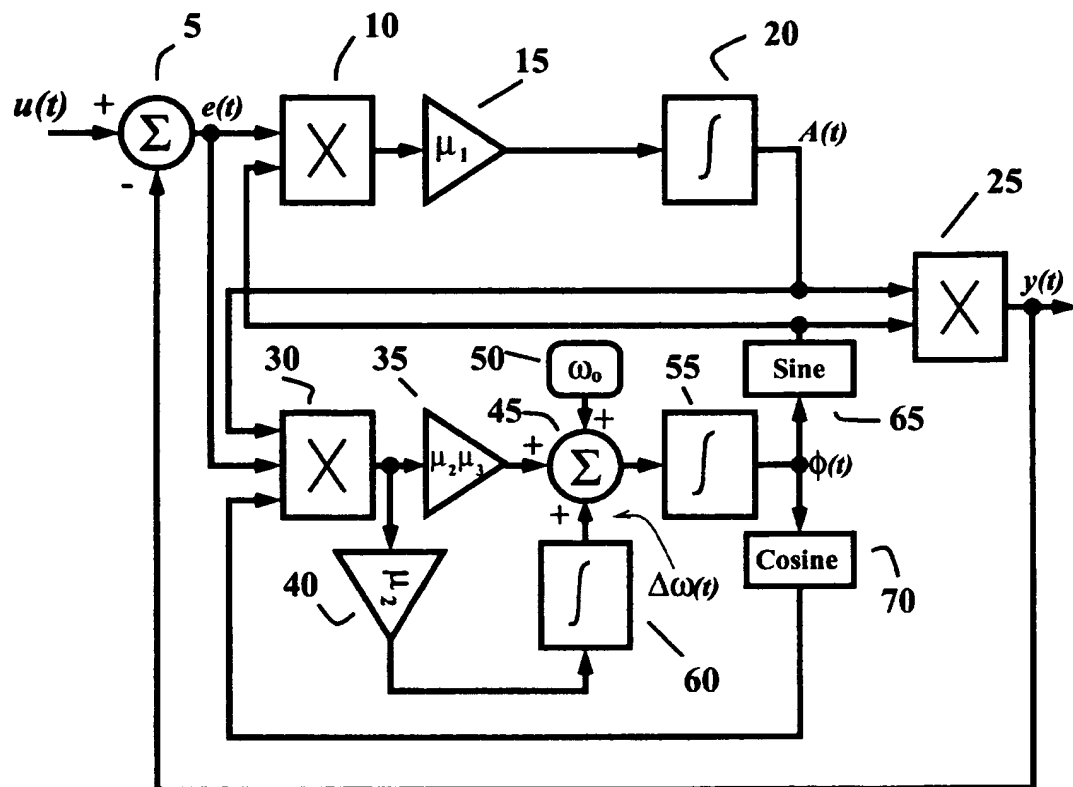 5
10
15
20
u(t)
+
Σ
e(t)
-
×
μ₁
∫
A(t)
25
×
y(t)
30
×
35
μ₂μ₃
50
ω₀
45
+
+
+
Σ
55
∫
Sine
65
ϕ(t)
Cosine
70
40
μ₂
∫
60
Δω(t)